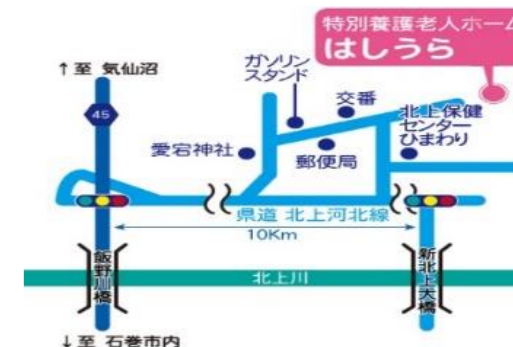 特別養護老人ホーム
はしうら
↑至 気仙沼
ガソリン
スタンド
45
交番
北上保健
センター
ひまわり
愛宕神社
郵便局
県道 北上河北線
10Km
飯野川橋
新北上大橋
北上川
↓至 石巻市内